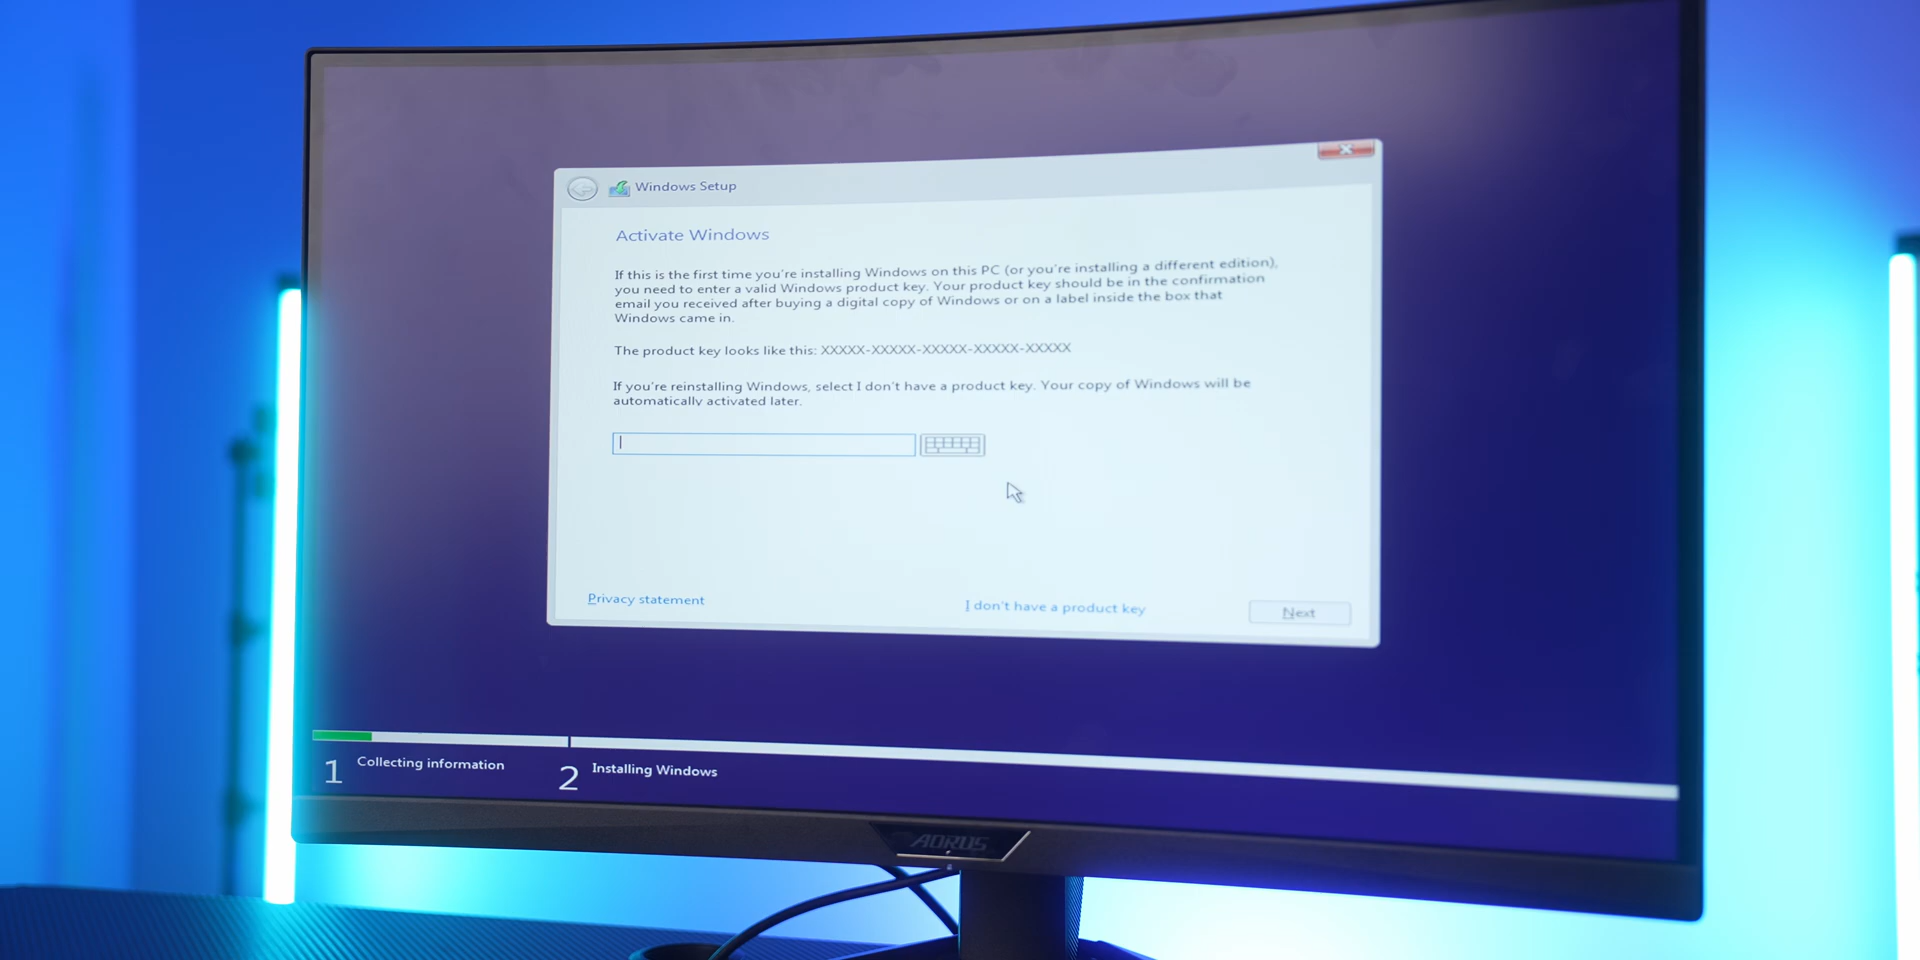 Windows Setup
Activate Windows
If this is the first time you're installing Windows on this PC (or you're installing a different edition),
you need to enter a valid Windows product key. Your product key should be in the confirmation
email you received after buying a digital copy of Windows or on a label inside the box that
Windows came in.
The product key looks like this: XXXXX-XXXXX-XXXXX-XXXXX-XXXXX
If you're reinstalling Windows, select I don't have a product key. Your copy of Windows will be
automatically activated later.
Privacy statement
I don't have a product key
Next
1 Collecting information
2 Installing Windows
AORUS